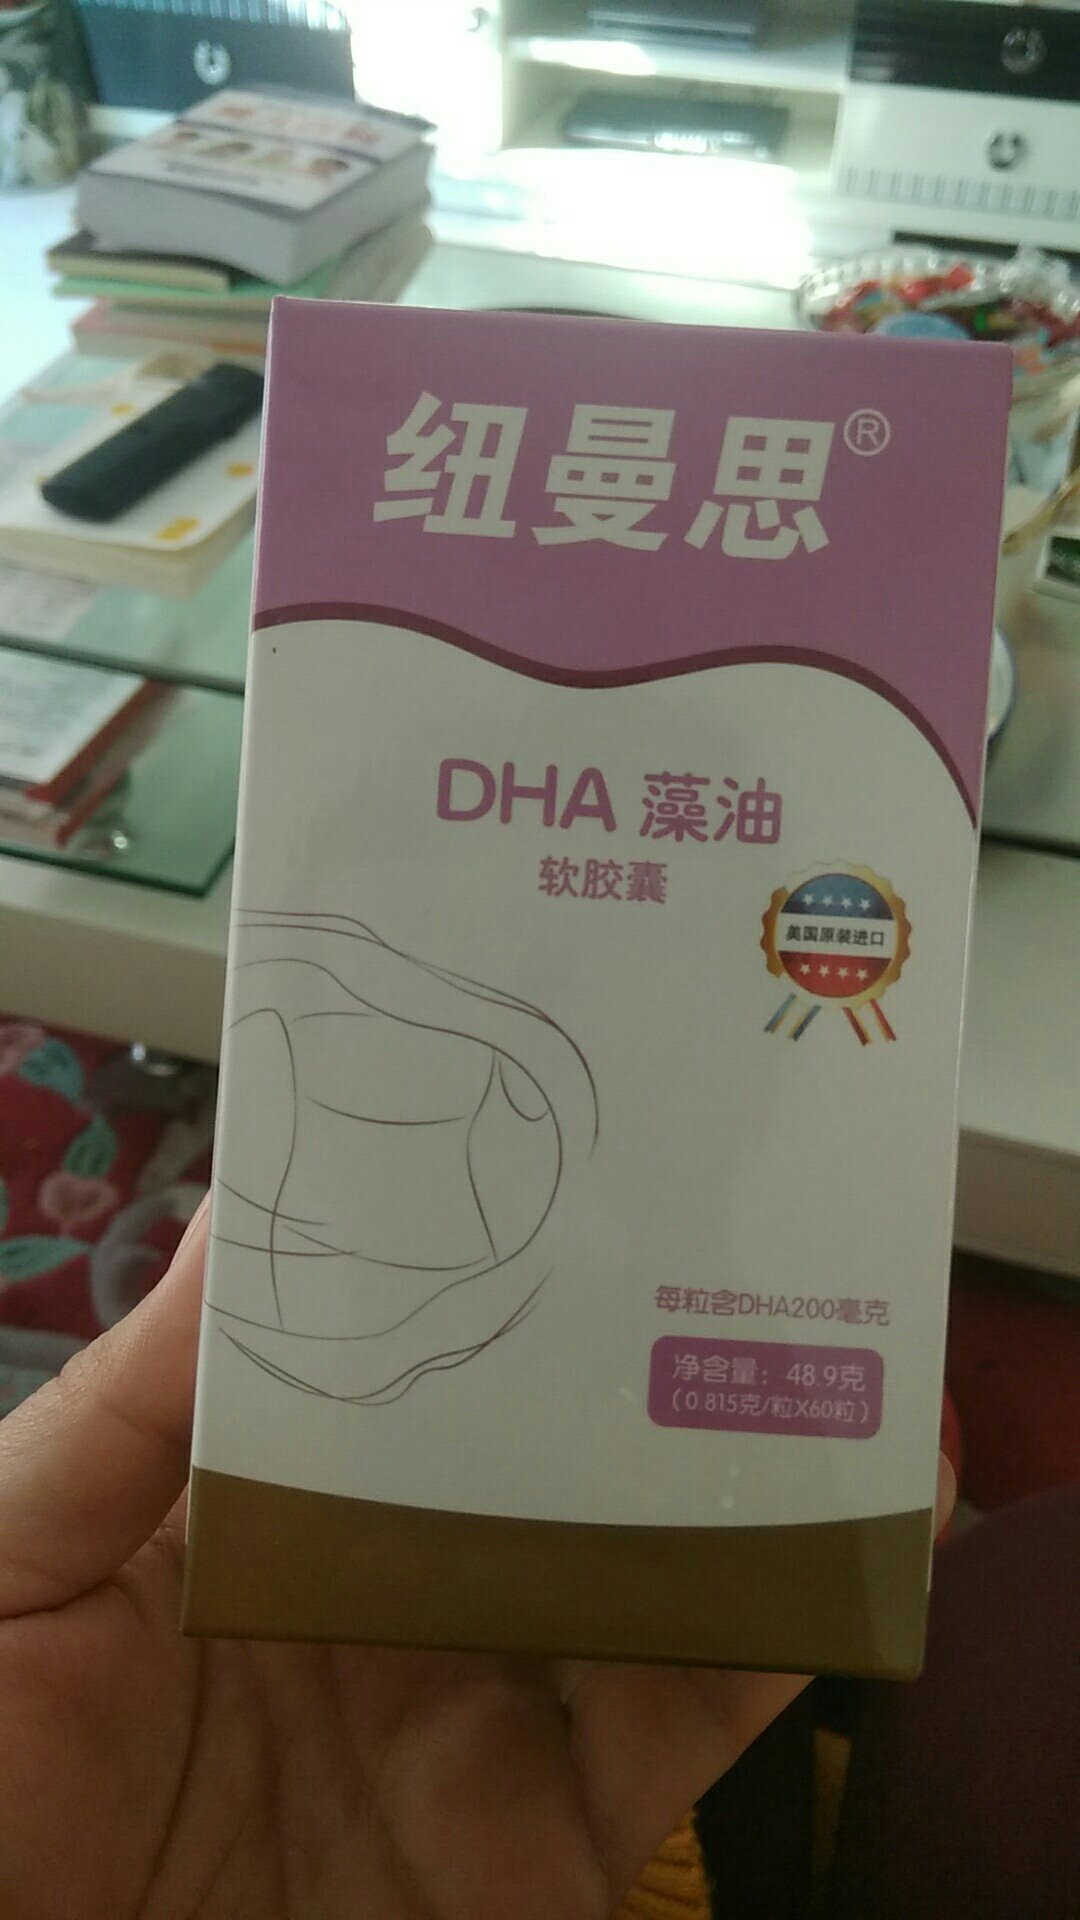 纽曼思®
DHA 藻油
软胶囊
美国原装进口
每粒含DHA200毫克
净含量：48.9克
（0.815克/粒X60粒）